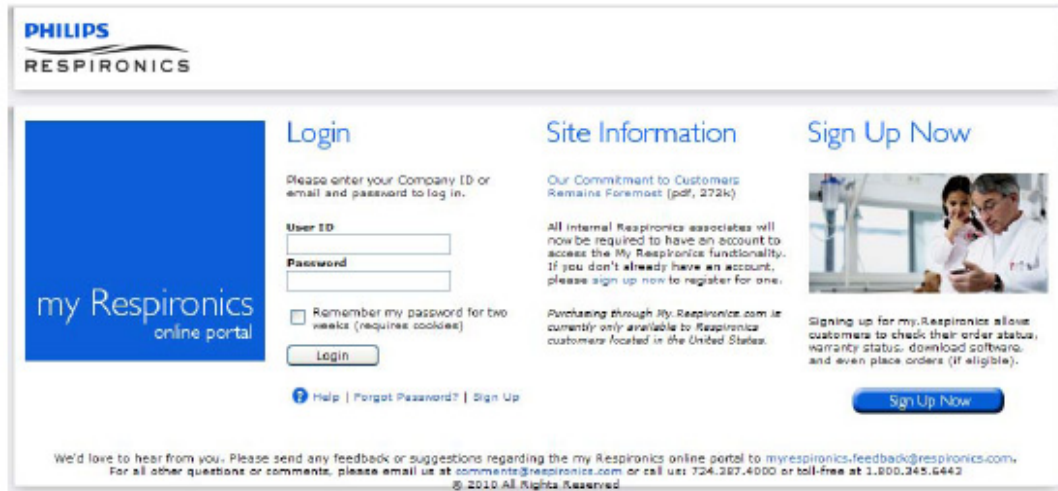 PHILIPS
RESPIRONICS
my Respironics
online portal
Login
Please enter your Company ID or
email and password to log in.
User ID
Password
Remember my password for two
weeks (requires cookies)
Login
Help | Forgot Password? | Sign Up
Site Information
Our Commitment to Customers
Remains Foremost (pdf, 272k)
All internal Respironics associates will
now be required to have an account to
access the My Respironics functionality.
If you don't already have an account,
please sign up now to register for one.
Purchasing through My.Respironics.com is
currently only available to Respironics
customers located in the United States.
Sign Up Now
Signing up for my.Respironics allows
customers to check their order status,
warranty status, download software,
and even place orders (if eligible).
Sign Up Now
We'd love to hear from you. Please send any feedback or suggestions regarding the my Respironics online portal to myrespironics.feedback@respironics.com.
For all other questions or comments, please email us at comments@respironics.com or call us: 724.387.4000 or toll-free at 1.800.345.6443
© 2010 All Rights Reserved